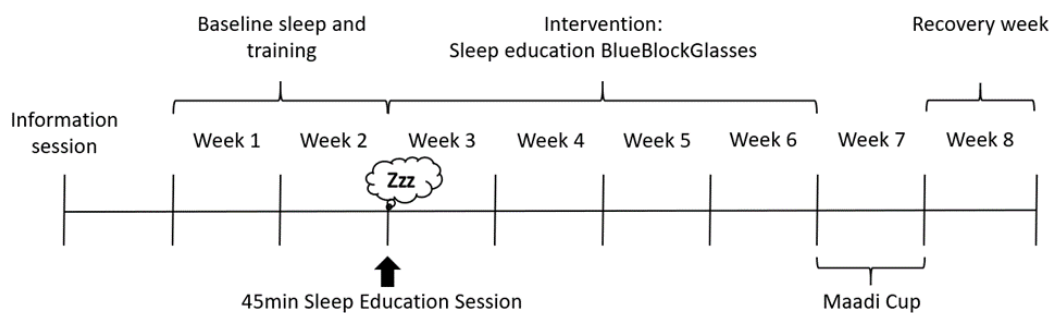 Baseline sleep and
training
Intervention:
Sleep education BlueBlockGlasses
Recovery week
Information
session
Week 1
Week 2
Week 3
Week 4
Week 5
Week 6
Week 7
Week 8
Zzz
45min Sleep Education Session
Maadi Cup